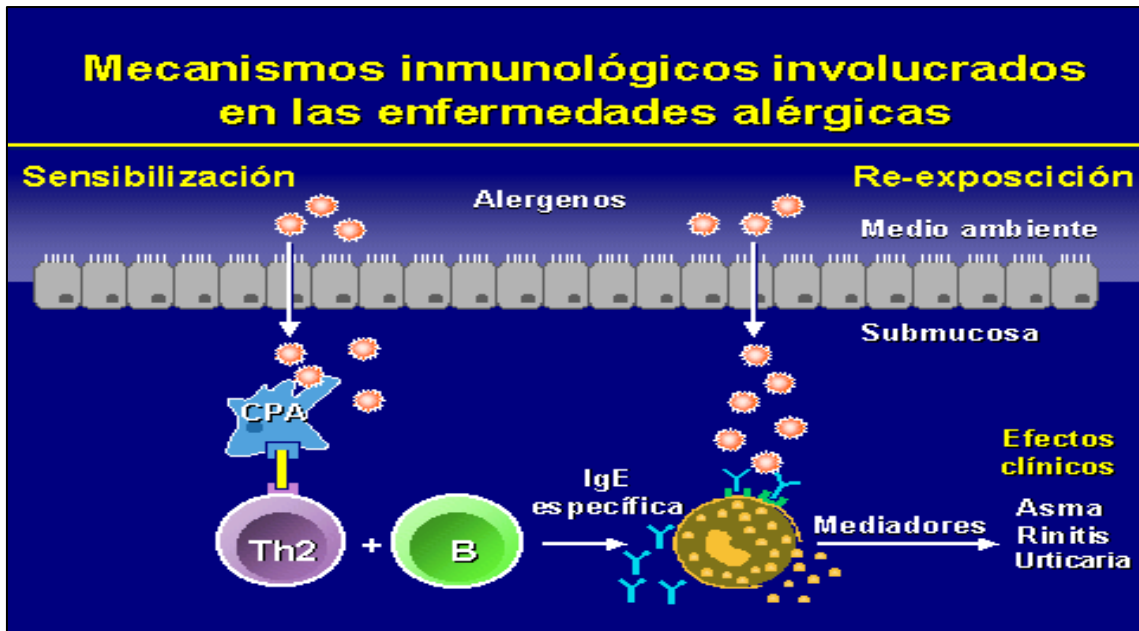 Mecanismos inmunológicos involucrados
en las enfermedades alérgicas
Sensibilización
Re-exposcición
Alergenos
Medio ambiente
Submucosa
CPA
Th2
+
B
IgE
específica
Mediadores
Efectos
clínicos
Asma
Rinitis
Urticaria